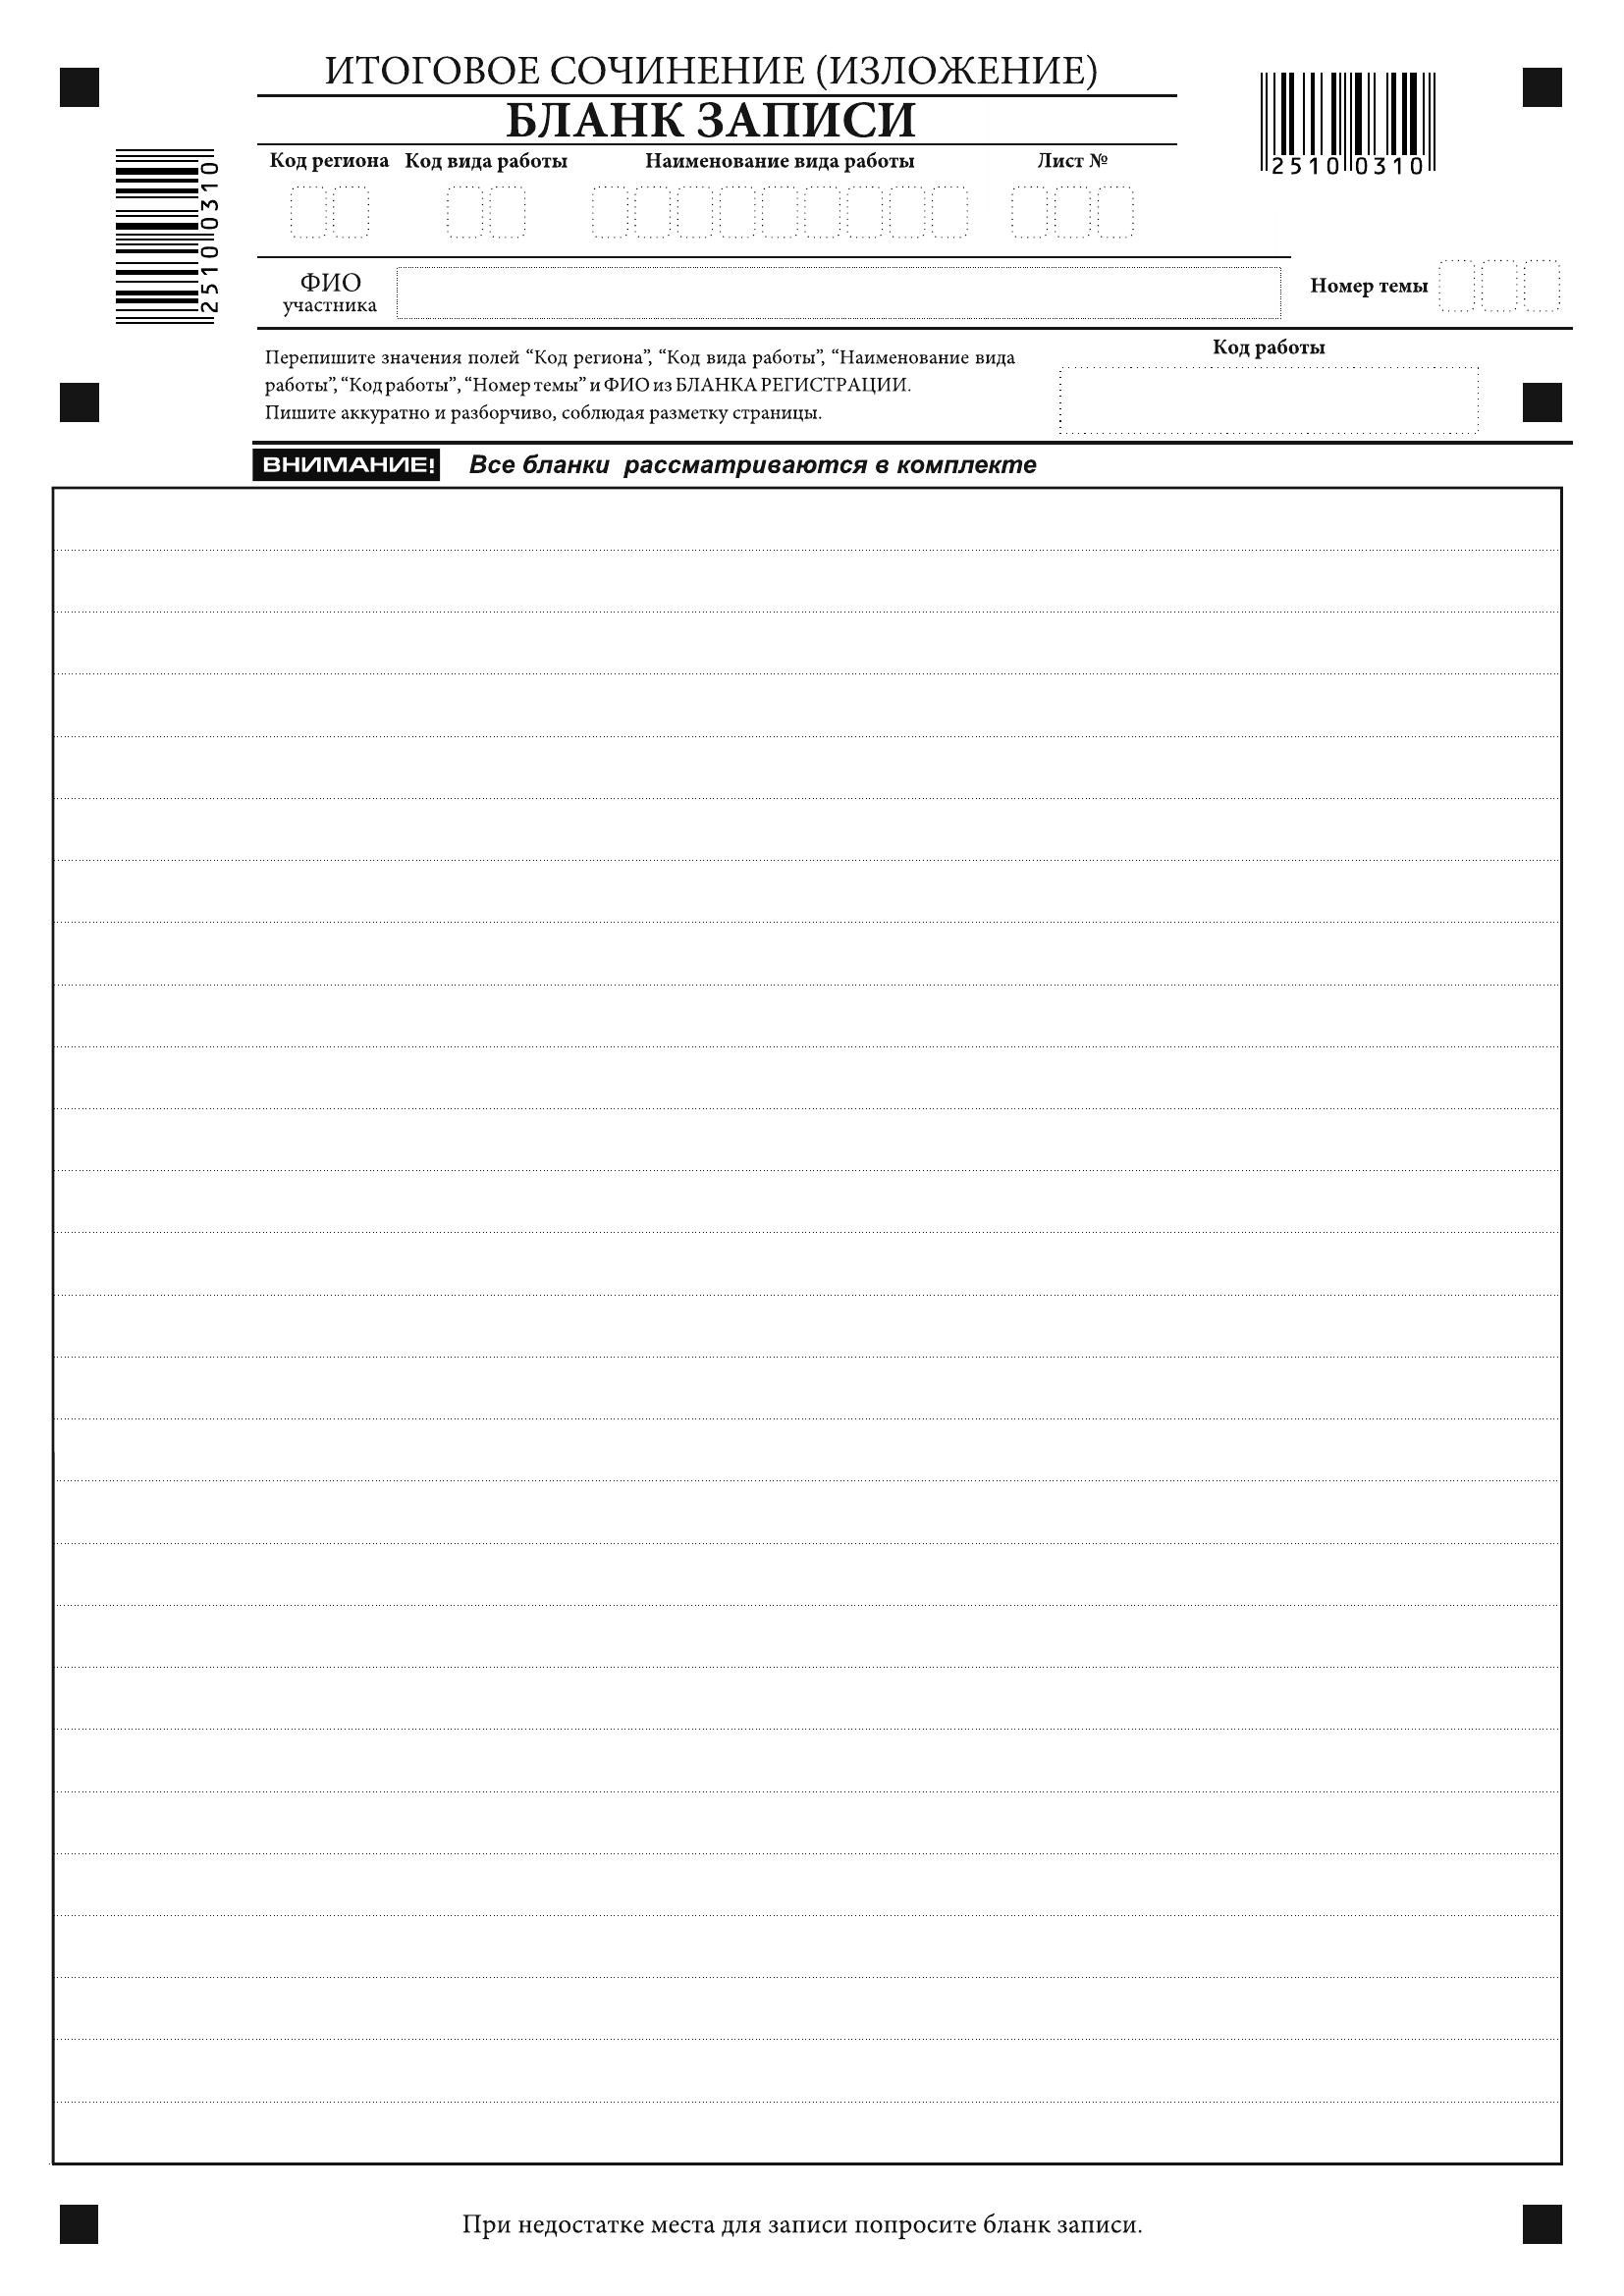 ИТОГОВОЕ СОЧИНЕНИЕ (ИЗЛОЖЕНИЕ)
БЛАНК ЗАПИСИ
Код региона Код вида работы Наименование вида работы Лист №
2510 0310
2510 0310
ФИО
участника
Номер темы
Перепишите значения полей “Код региона”, “Код вида работы”, “Наименование вида
работы”, “Код работы”, “Номер темы” и ФИО из БЛАНКА РЕГИСТРАЦИИ.
Пишите аккуратно и разборчиво, соблюдая разметку страницы.
Код работы
ВНИМАНИЕ! Все бланки рассматриваются в комплекте
При недостатке места для записи попросите бланк записи.